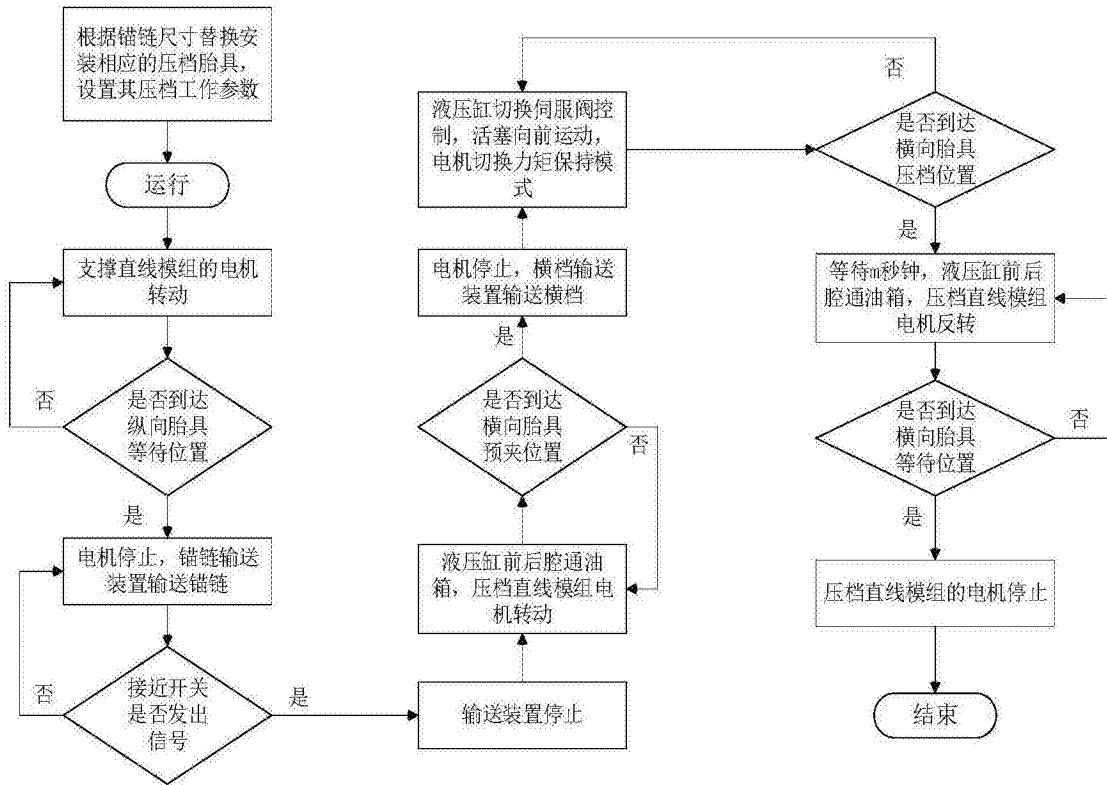 根据锚链尺寸替换安
装相应的压档胎具，
设置其压档工作参数
运行
支撑直线模组的电机
转动
否
是否到达
纵向胎具
等待位置
是
电机停止，锚链输送
装置输送锚链
否
接近开关
是否发出
信号
是
输送装置停止
液压缸前后腔通油
箱，压档直线模组电
机转动
是否到达
横向胎具
预夹位置
否
是
电机停止，横档输送
装置输送横档
液压缸切换伺服阀控
制，活塞向前运动，
电机切换力矩保持模
式
否
是否到达
横向胎具
压档位置
是
等待m秒钟，液压缸前后
腔通油箱，压档直线模组
电机反转
是否到达
横向胎具
等待位置
否
是
压档直线模组的电机停止
结束